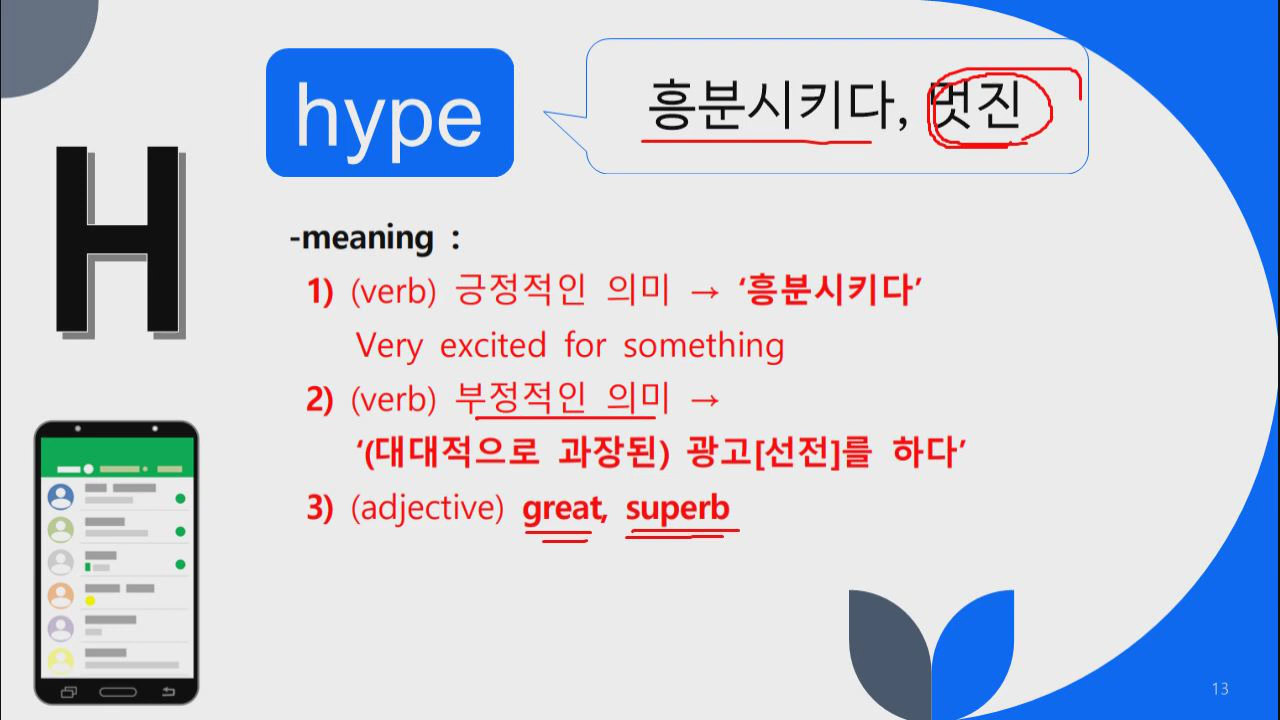 hype
흥분시키다, 멋진
H
-meaning :
1) (verb) 긍정적인 의미 → ‘흥분시키다’
Very excited for something
2) (verb) 부정적인 의미 →
‘(대대적으로 과장된) 광고[선전]를 하다’
3) (adjective) great, superb
13